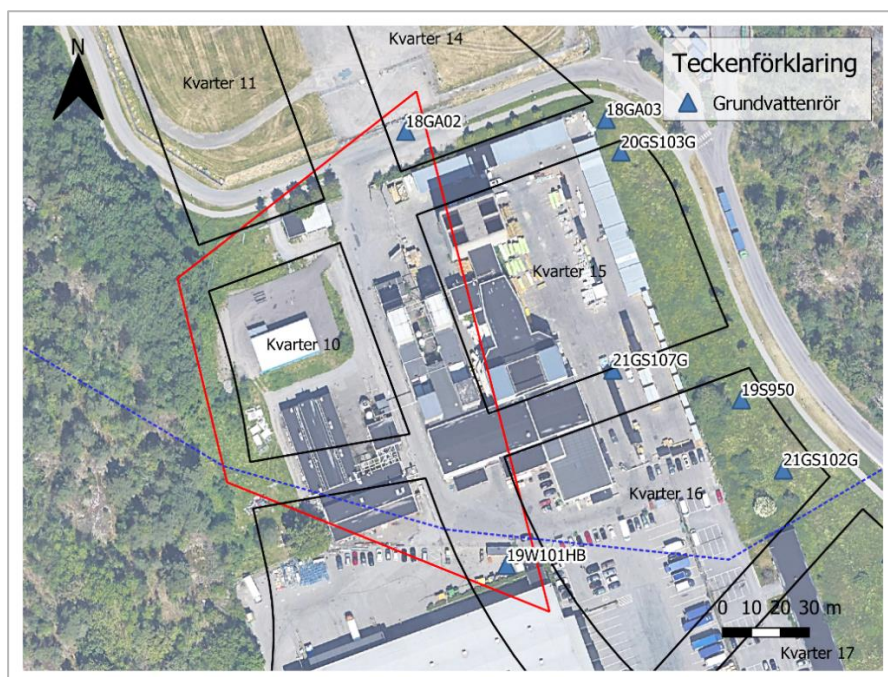 Kvarter 14
Teckenförklaring
Grundvattenrör
N
Kvarter 11
18GA02
18GA03
20GS103G
Kvarter 15
Kvarter 10
21GS107G
19S950
21GS102G
Kvarter 16
19W101HB
0 10 20 30 m
Kvarter 17